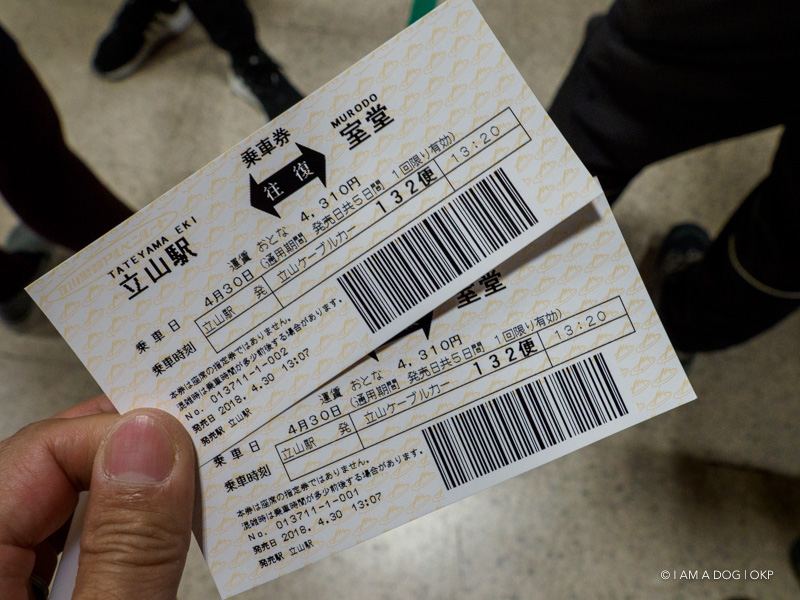 乗車券
TATEYAMA EKI
立山駅
往復
MURODO
室堂
運賃 おとな 4,310円
(通用期間 発売日共5日間 1回限り有効)
乗車日 4月30日
立山ケーブルカー 132便 13:20
乗車時刻 立山駅 発
本券は座席の指定券ではありません。
混雑時は乗車時間が多少前後する場合があります。
No. 013711-1-002
発売日 2018. 4.30 13:07
発売駅 立山駅
室堂
運賃 おとな 4,310円
(通用期間 発売日共5日間 1回限り有効)
乗車日 4月30日
立山ケーブルカー 132便 13:20
乗車時刻 立山駅 発
本券は座席の指定券ではありません。
混雑時は乗車時間が多少前後する場合があります。
No. 013711-1-001
発売日 2018. 4.30 13:07
発売駅 立山駅
© I AM A DOG | OKP